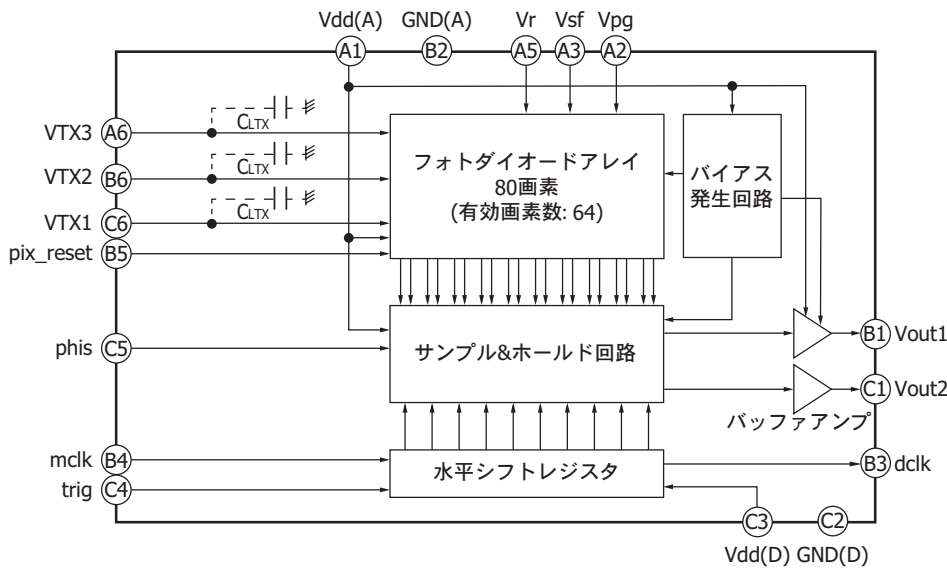 Vdd(A) GND(A) Vr Vsf Vpg
A1 B2 A5 A3 A2
CLTX
VTX3 A6
CLTX
VTX2 B6
CLTX
VTX1 C6
pix_reset B5
フォトダイオードアレイ
80画素
(有効画素数: 64)
バイアス
発生回路
phis C5
サンプル&ホールド回路
B1 Vout1
C1 Vout2
バッファアンプ
mclk B4
trig C4
水平シフトレジスタ
B3 dclk
C3 C2
Vdd(D) GND(D)